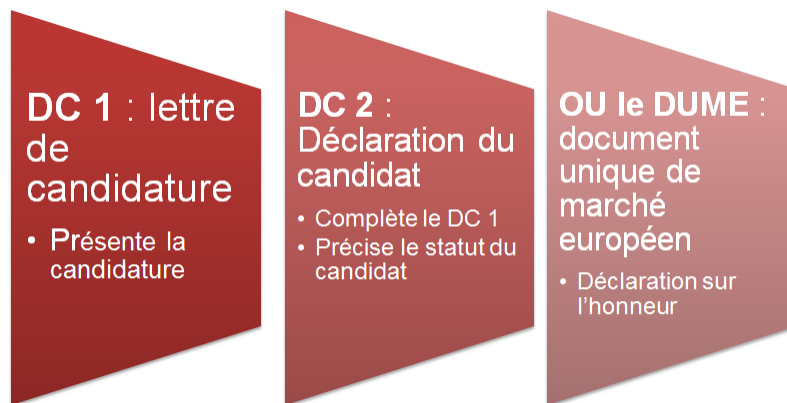 DC 1 : lettre
de
candidature
• Présente la
candidature
DC 2 :
Déclaration du
candidat
• Complète le DC 1
• Précise le statut du
candidat
OU le DUME :
document
unique de
marché
européen
• Déclaration sur
l'honneur